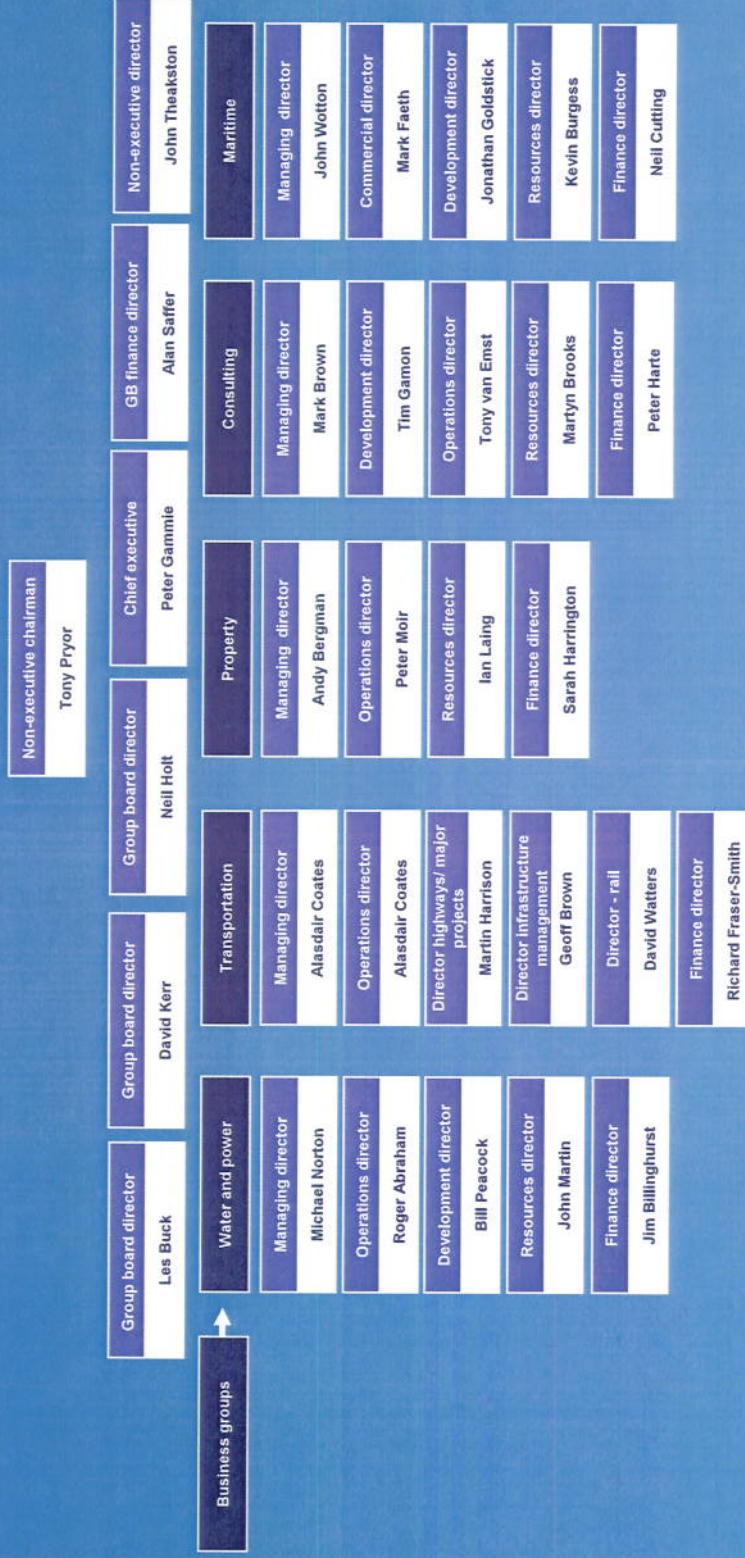 Non-executive chairman
Tony Pryor
Group board director
Les Buck
Group board director
David Kerr
Group board director
Neil Holt
Chief executive
Peter Gammie
GB finance director
Alan Saffer
Non-executive director
John Theakston
Business groups
Water and power
Managing director
Michael Norton
Operations director
Roger Abraham
Development director
Bill Peacock
Resources director
John Martin
Finance director
Jim Billinghurst
Transportation
Managing director
Alasdair Coates
Operations director
Alasdair Coates
Director highways/ major
projects
Martin Harrison
Director infrastructure
management
Geoff Brown
Director - rail
David Watters
Finance director
Richard Fraser-Smith
Property
Managing director
Andy Bergman
Operations director
Peter Moir
Resources director
Ian Laing
Finance director
Sarah Harrington
Consulting
Managing director
Mark Brown
Development director
Tim Gamon
Operations director
Tony van Emst
Resources director
Martyn Brooks
Finance director
Peter Harte
Maritime
Managing director
John Wotton
Commercial director
Mark Faeth
Development director
Jonathan Goldstick
Resources director
Kevin Burgess
Finance director
Neil Cutting